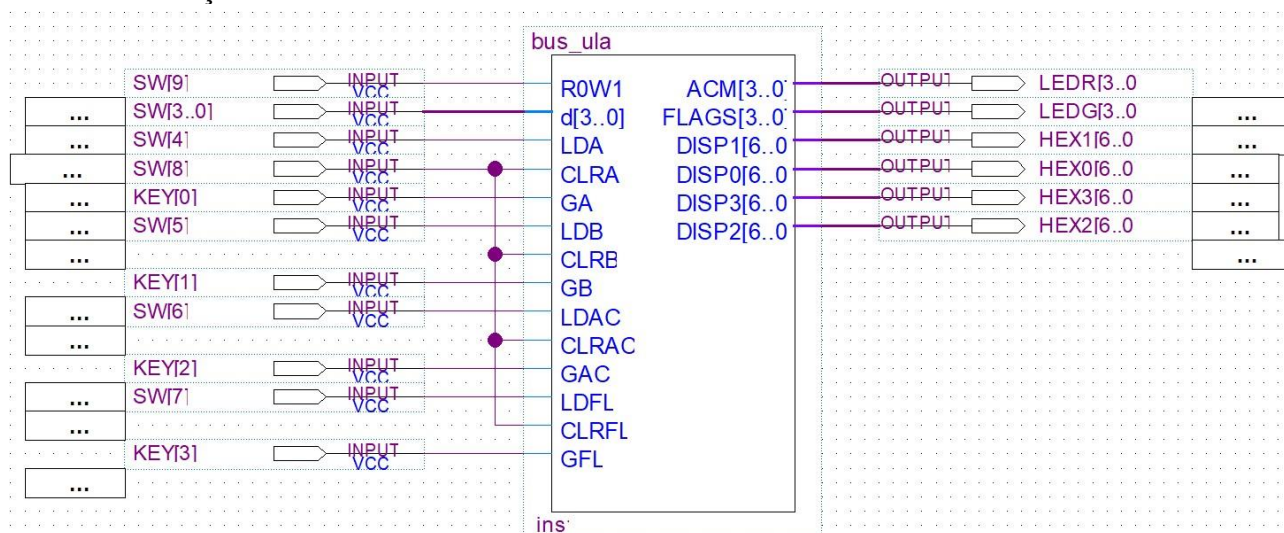 bus_ula
SW[9] INPUT VCC R0W1 ACM[3..0] OUTPUT LEDR[3..0
... SW[3..0] INPUT VCC d[3..0] FLAGS[3..0] OUTPUT LEDG[3..0 ...
... SW[4] INPUT VCC LDA DISP1[6..0 OUTPUT HEX1[6..0 ...
... SW[8] INPUT VCC CLRA DISP0[6..0 OUTPUT HEX0[6..0 ...
... KEY[0] INPUT VCC GA DISP3[6..0 OUTPUT HEX3[6..0 ...
... SW[5] INPUT VCC LDB DISP2[6..0 OUTPUT HEX2[6..0 ...
... CLRB ...
KEY[1] INPUT VCC GB
... SW[6] INPUT VCC LDAC
... CLRAC
KEY[2] INPUT VCC GAC
... SW[7] INPUT VCC LDFL
... CLRFL
KEY[3] INPUT VCC GFL
...
ins